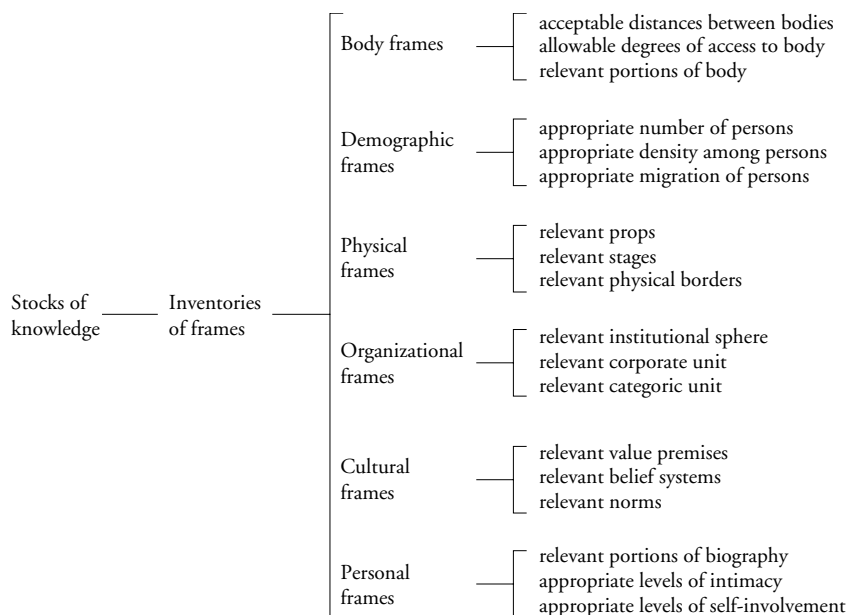 Body frames
acceptable distances between bodies
allowable degrees of access to body
relevant portions of body
Demographic
frames
appropriate number of persons
appropriate density among persons
appropriate migration of persons
Physical
frames
relevant props
relevant stages
relevant physical borders
Stocks of
knowledge
Inventories
of frames
Organizational
frames
relevant institutional sphere
relevant corporate unit
relevant categoric unit
Cultural
frames
relevant value premises
relevant belief systems
relevant norms
Personal
frames
relevant portions of biography
appropriate levels of intimacy
appropriate levels of self-involvement